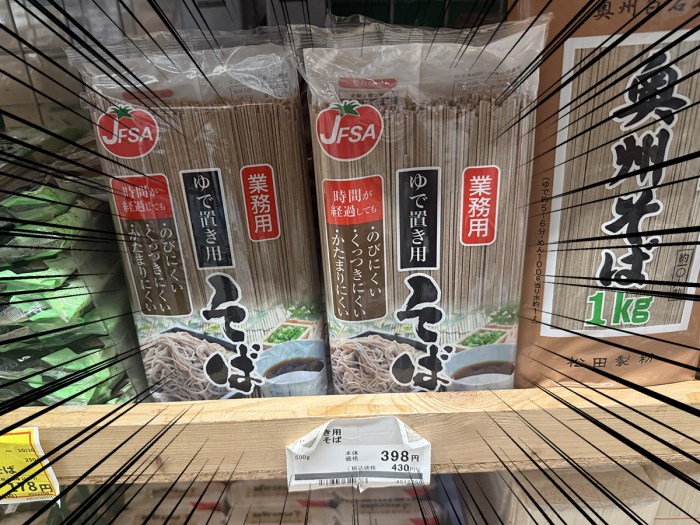 JFSA
業務用
ゆで置き用
時間が
経過しても
・のびにくい
・くっつきにくい
・かたまりにくい
そば
JFSA
業務用
ゆで置き用
時間が
経過しても
・のびにくい
・くっつきにくい
・かたまりにくい
そば
奥州そば
1kg
松田製粉
き用
そば
500g
本体
価格
398円
税込価格
430円
そば